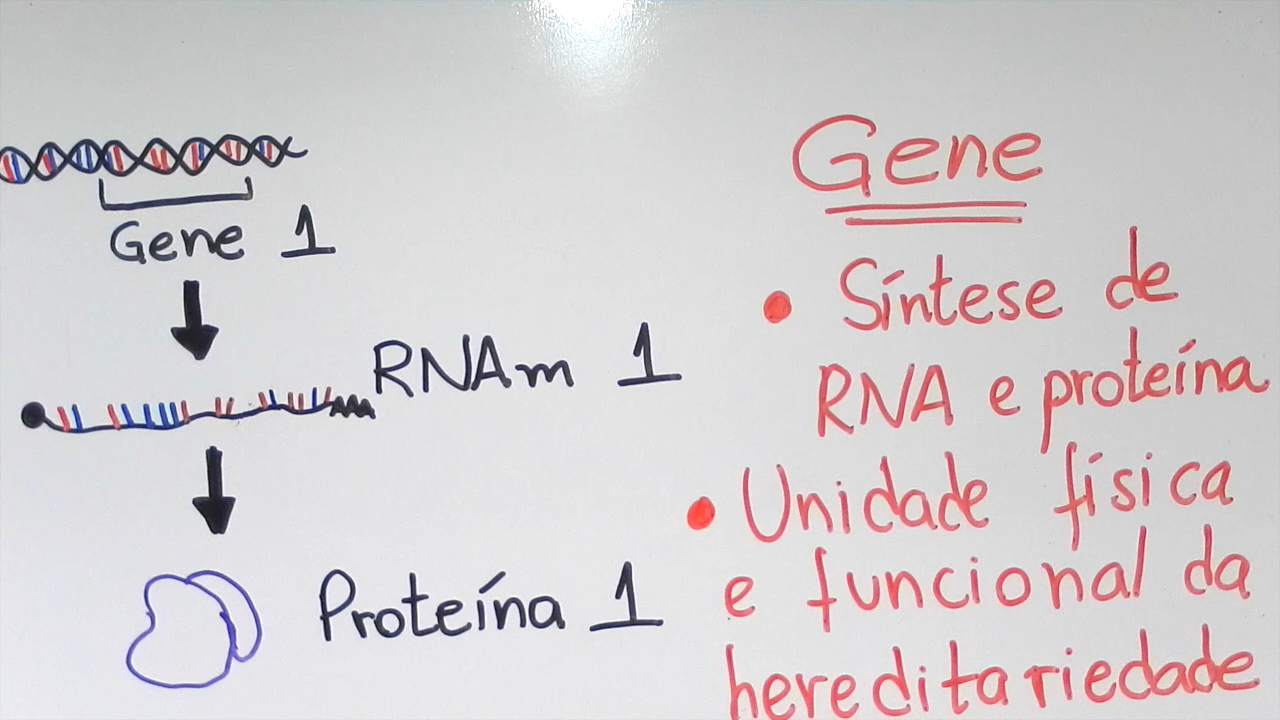 Gene 1
RNAm 1
Proteína 1
Gene
• Síntese de
RNA e proteína
• Unidade física
e funcional da
hereditariedade